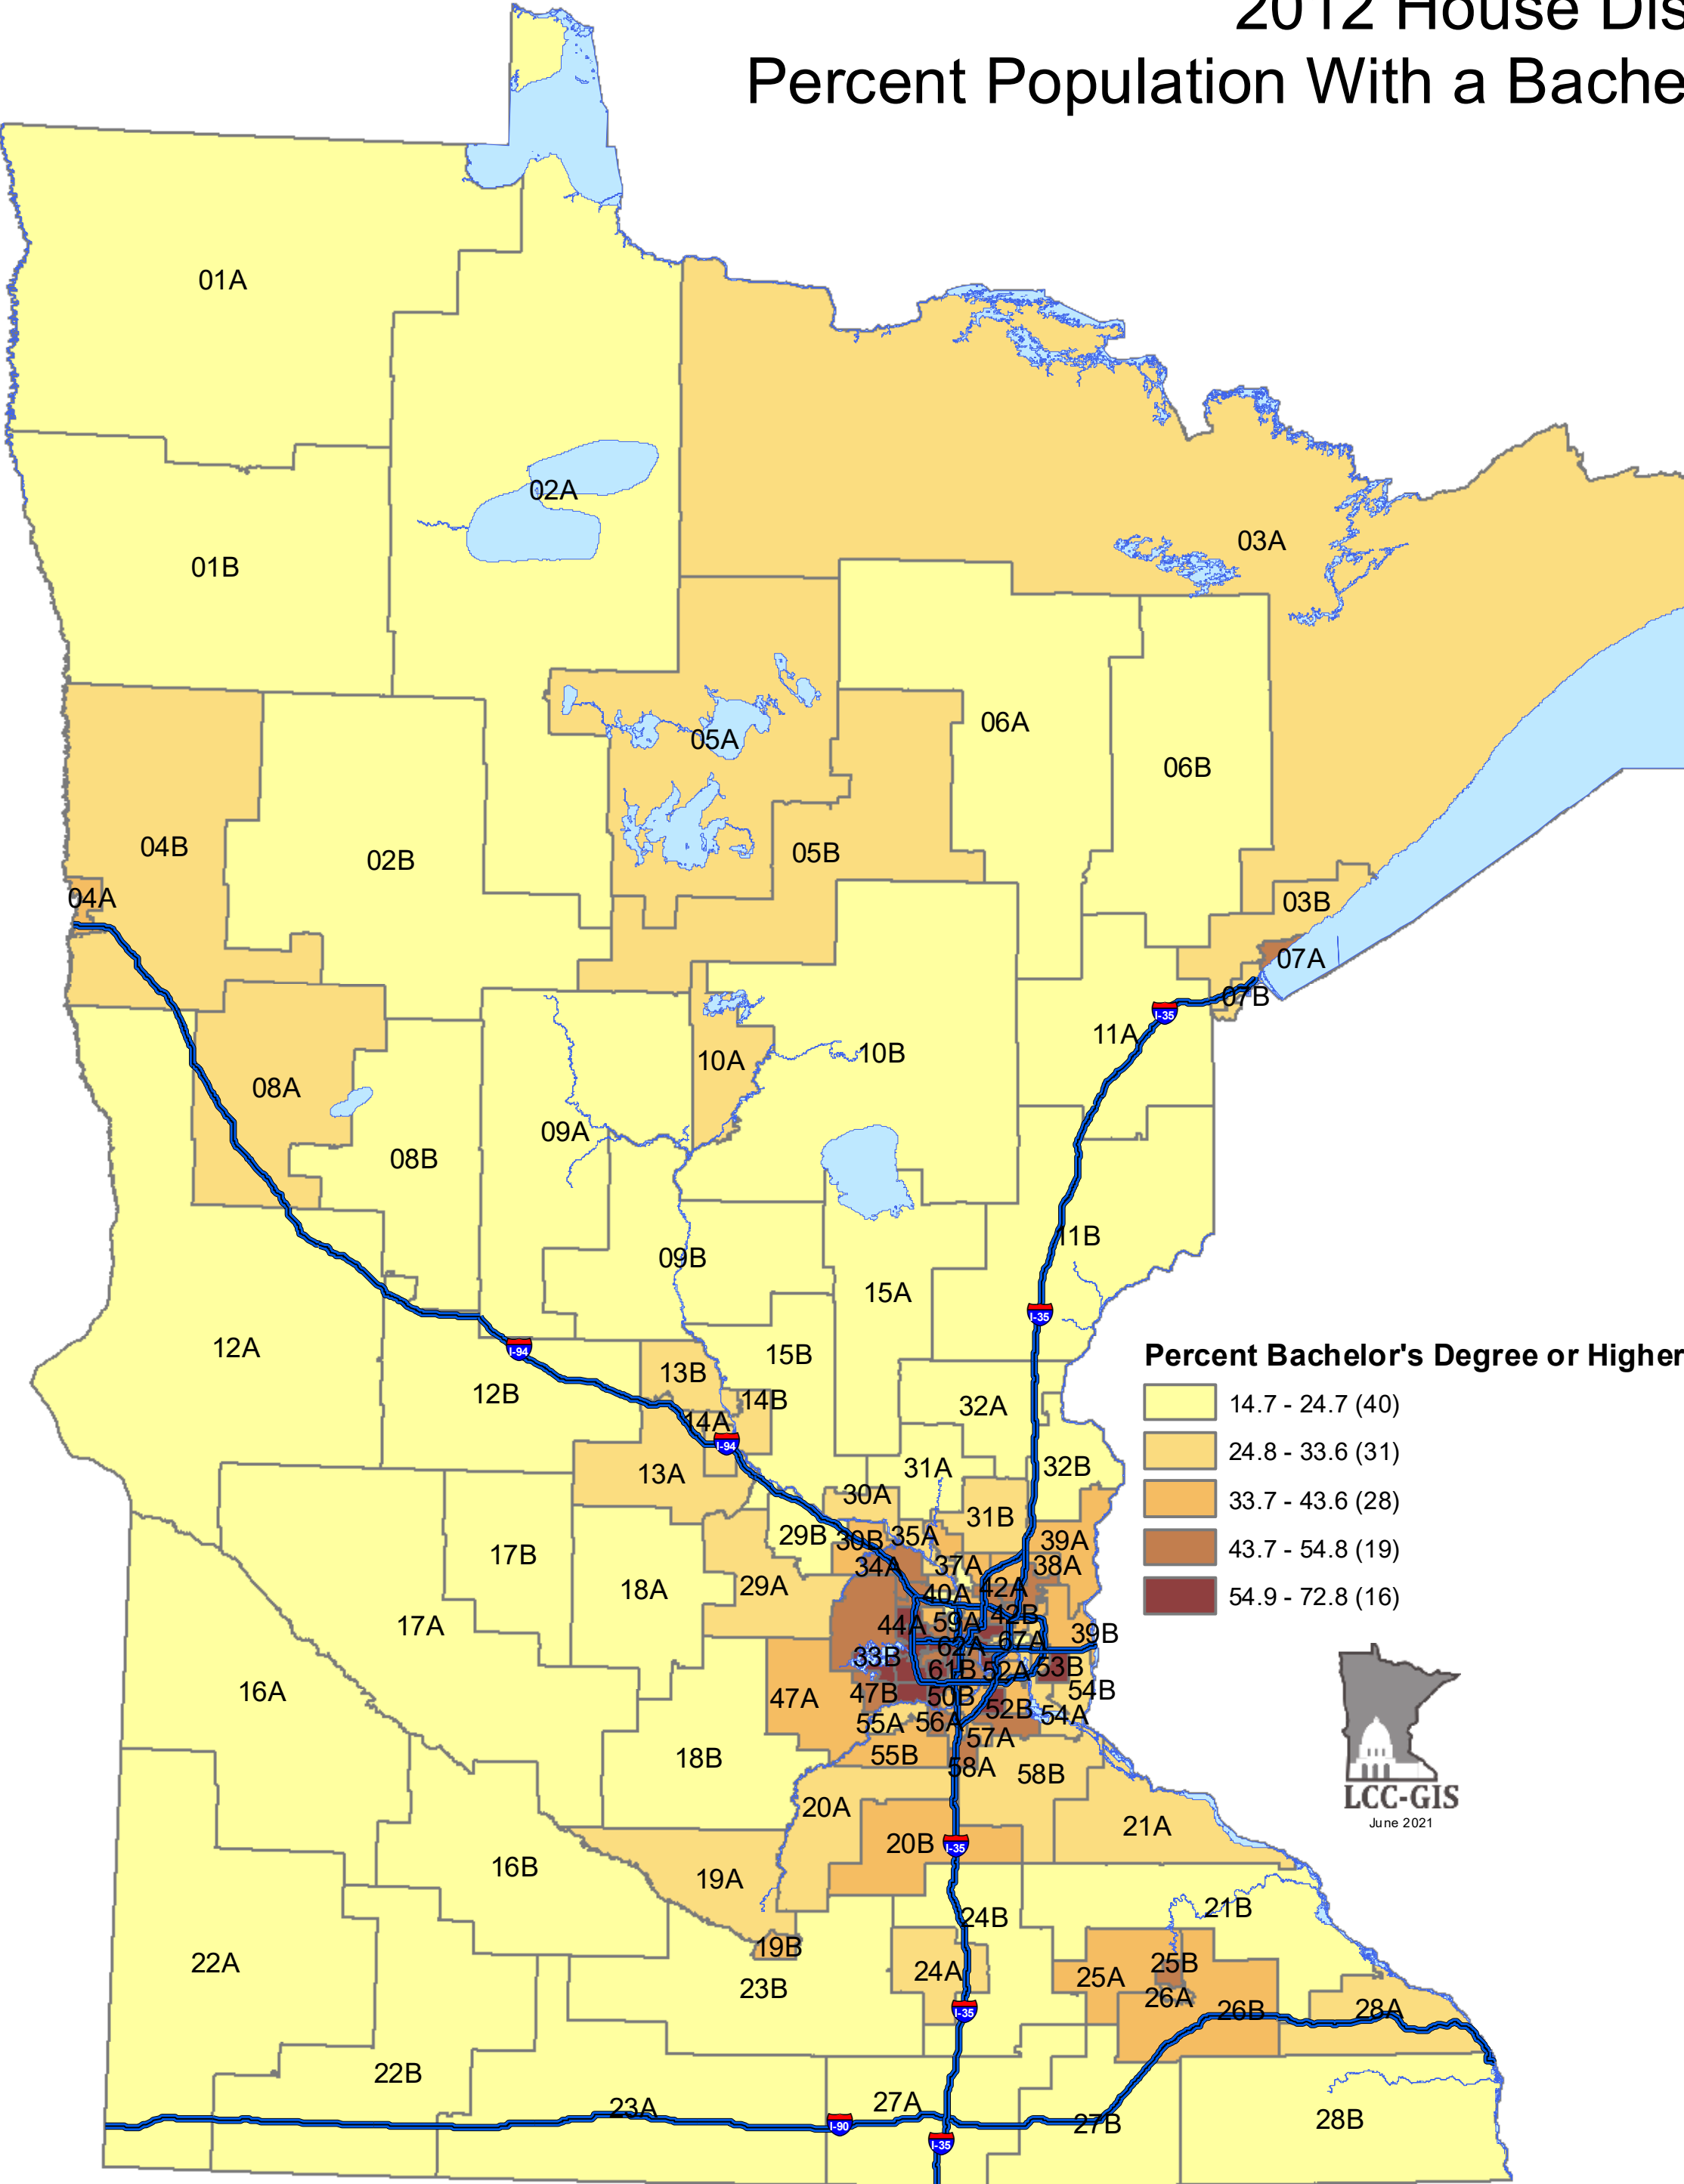 2012 House Dis
Percent Population With a Bache
01A
02A
01B
03A
05A
06A
06B
04B
02B
05B
04A
03B
07A
07B
11A
10B
10A
08A
09A
08B
11B
09B
15A
12A
15B
13B
12B
14B
14A
32A
I-35
I-35
I-94
I-94
Percent Bachelor's Degree or Higher
14.7 - 24.7 (40)
24.8 - 33.6 (31)
33.7 - 43.6 (28)
43.7 - 54.8 (19)
54.9 - 72.8 (16)
13A
31A
32B
30A
31B
29B
30B
35A
39A
17B
34A
37A
38A
18A
29A
40A
42A
17A
44A
59A
42B
39B
62A
67A
33B
61B
52A
53B
16A
47A
47B
50B
54B
52B
54A
55A
56A
57A
18B
55B
58A
58B
LCC-GIS
June 2021
20A
21A
20B
I-35
16B
19A
21B
24B
19B
22A
24A
25B
25A
23B
26A
I-35
26B
28A
22B
27A
23A
I-90
27B
28B
I-35